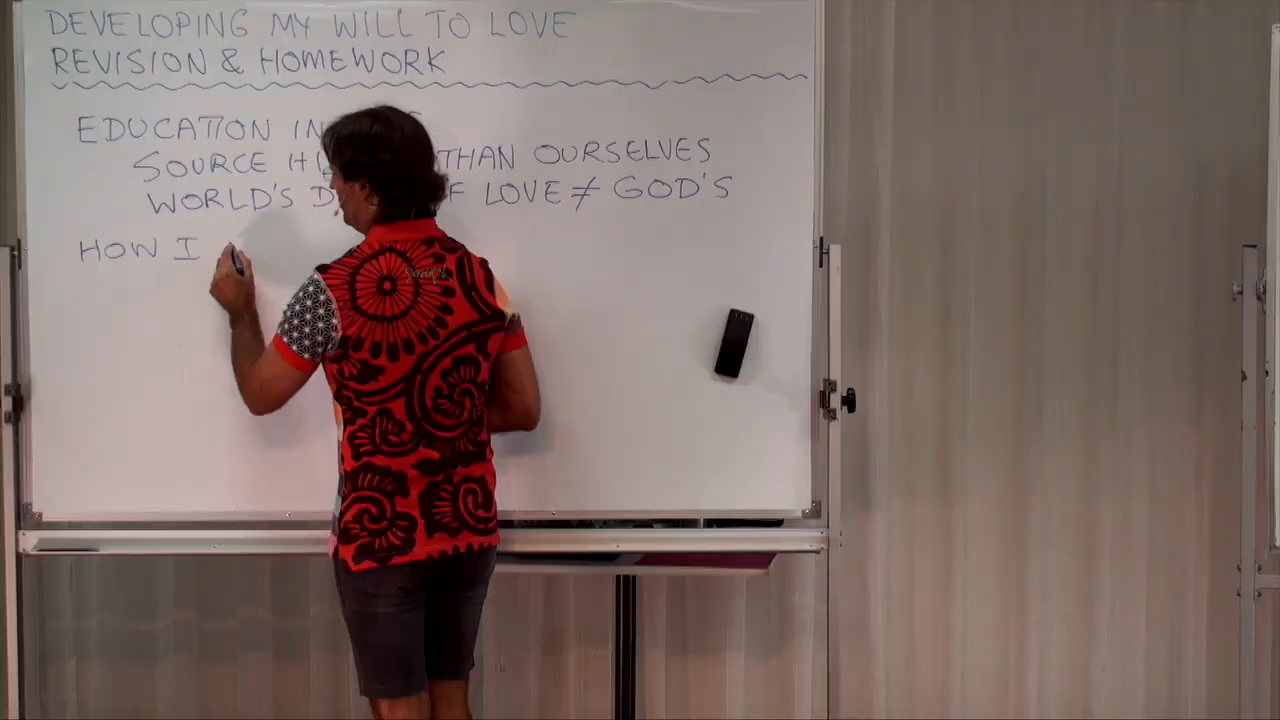 DEVELOPING MY WILL TO LOVE
REVISION & HOMEWORK
EDUCATION IN
SOURCE THAN OURSELVES
WORLD'S LOVE ≠ GOD'S
HOW I